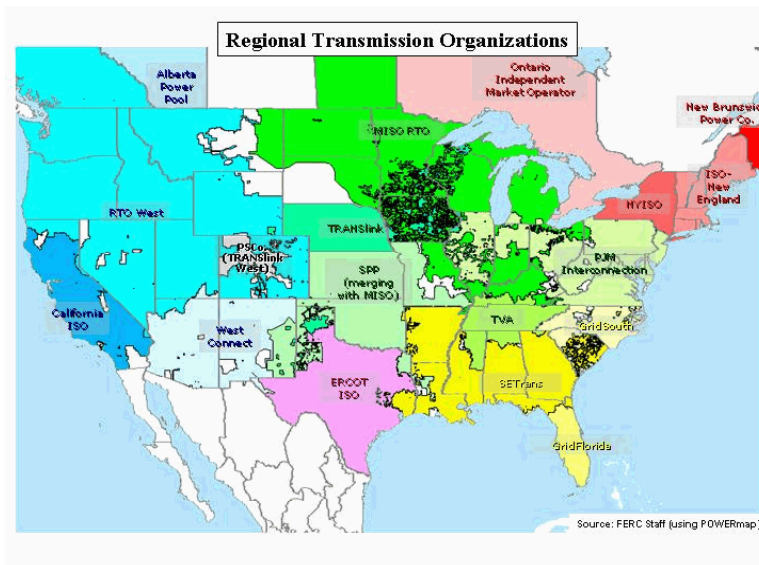 Regional Transmission Organizations
Alberta
Power
Pool
Ontario
Independent
Market Operator
New Brunswic
Power Co.
MISO RTO
ISO-
New
England
NYISO
RTO West
TRANSlink
PSCo.
(TRANSlink
West)
PJM
Interconnection
SPP
(merging
with MISO)
California
ISO
West
Connect
TVA
GridSouth
ERCOT
ISO
SETrans
GridFlorida
Source: FERC Staff (using POWERmap)